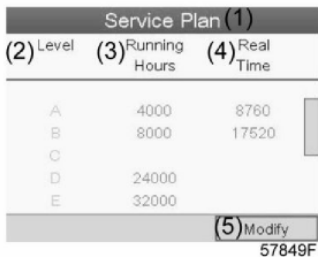 Service Plan (1)
(2) Level (3) Running Hours (4) Real Time
A 4000 8760
B 8000 17520
C
D 24000
E 32000
(5) Modify
57849F